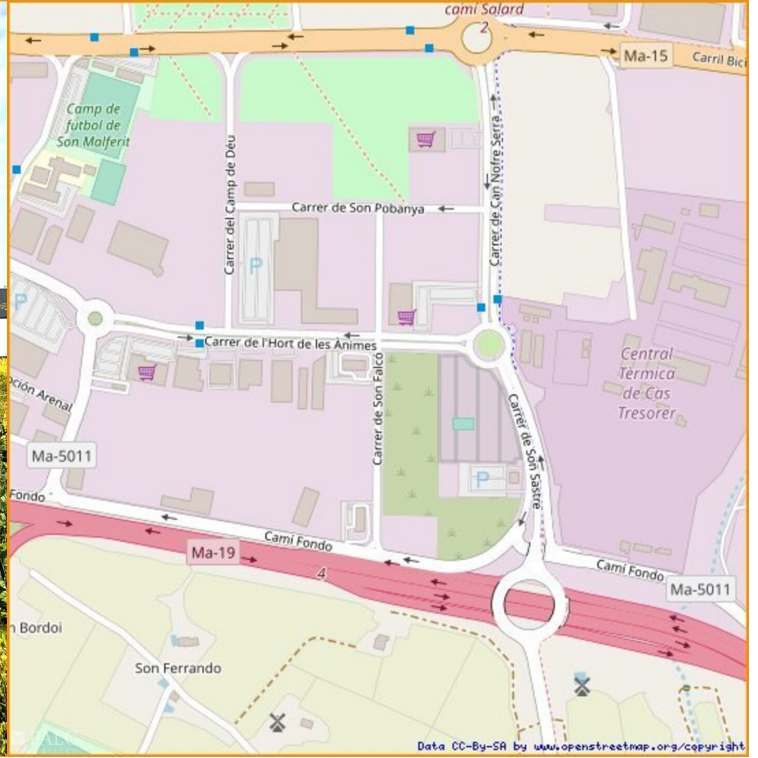 camí Salard
2
Ma-15
Carril Bici
Camp de
futbol de
Son Malferit
Carrer del Camp de Déu
Carrer de Son Pobanya
Carrer de Can Nofre Serra
P
P
Carrer de l'Hort de les Ànimes
Carrer de Son Falcó
Central
Tèrmica
de Cas
Tresorer
Carrer de Son Sastre
P
Arenal
Ma-5011
Fondo
Camí Fondo
Ma-19
4
Camí Fondo
Ma-5011
Bordoi
Son Ferrando
Data CC-By-SA by www.openstreetmap.org/copyright